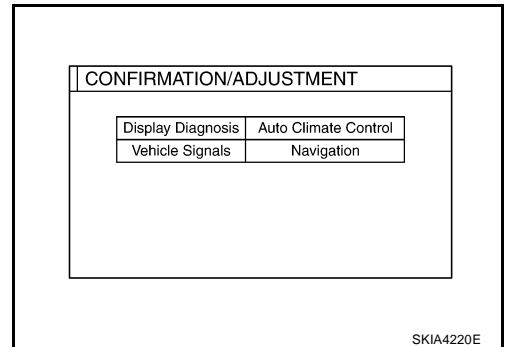 CONFIRMATION/ADJUSTMENT
Display Diagnosis Auto Climate Control
Vehicle Signals Navigation
SKIA4220E